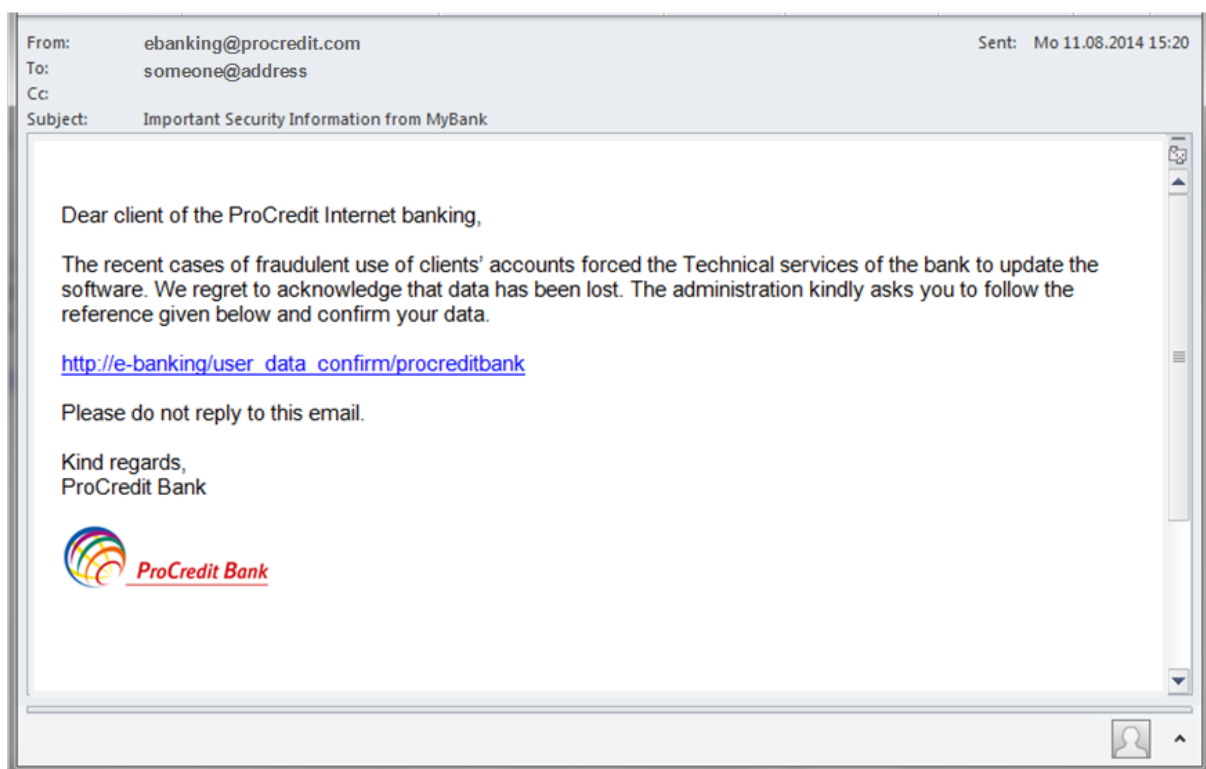 From: ebanking@procredit.com Sent: Mo 11.08.2014 15:20
To: someone@address
Cc:
Subject: Important Security Information from MyBank
Dear client of the ProCredit Internet banking,
The recent cases of fraudulent use of clients’ accounts forced the Technical services of the bank to update the
software. We regret to acknowledge that data has been lost. The administration kindly asks you to follow the
reference given below and confirm your data.
http://e-banking/user_data_confirm/procreditbank
Please do not reply to this email.
Kind regards,
ProCredit Bank
ProCredit Bank